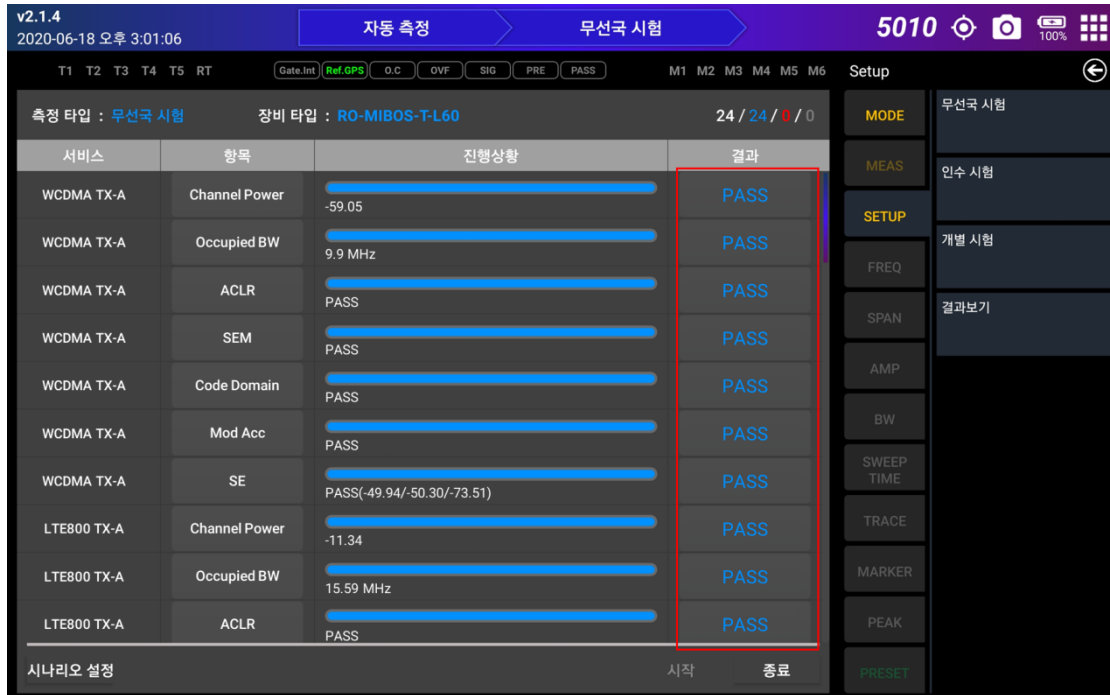 v2.1.4
2020-06-18 오후 3:01:06
자동 측정
무선국 시험
5010
100%
T1 T2 T3 T4 T5 RT
Gate.Int Ref.GPS O.C OVF SIG PRE PASS
M1 M2 M3 M4 M5 M6
Setup
측정 타입 : 무선국 시험
장비 타입 : RO-MIBOS-T-L60
24 / 24 / 0 / 0
서비스 항목 진행상황 결과
WCDMA TX-A Channel Power -59.05 PASS
WCDMA TX-A Occupied BW 9.9 MHz PASS
WCDMA TX-A ACLR PASS PASS
WCDMA TX-A SEM PASS PASS
WCDMA TX-A Code Domain PASS PASS
WCDMA TX-A Mod Acc PASS PASS
WCDMA TX-A SE PASS(-49.94/-50.30/-73.51) PASS
LTE800 TX-A Channel Power -11.34 PASS
LTE800 TX-A Occupied BW 15.59 MHz PASS
LTE800 TX-A ACLR PASS PASS
시나리오 설정
시작
종료
MODE
MEAS
SETUP
FREQ
SPAN
AMP
BW
SWEEP
TIME
TRACE
MARKER
PEAK
PRESET
무선국 시험
인수 시험
개별 시험
결과보기